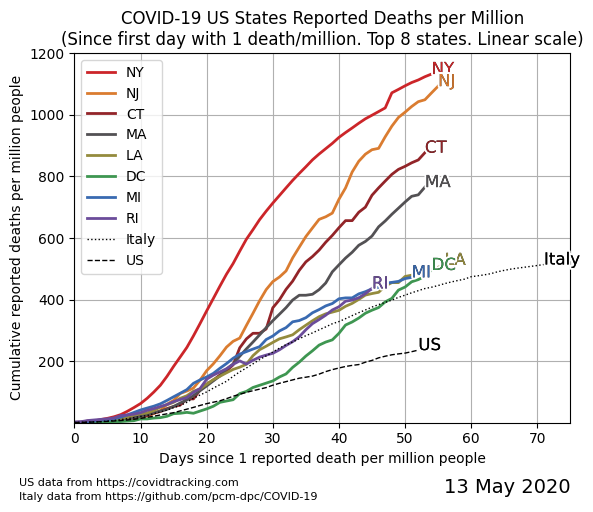 COVID-19 US States Reported Deaths per Million
(Since first day with 1 death/million. Top 8 states. Linear scale)
Cumulative reported deaths per million people
1200
1000
800
600
400
200
NY
NJ
CT
MA
LA
DC
MI
RI
Italy
US
NY
NJ
CT
MA
LA
DC
MI
RI
Italy
US
0 10 20 30 40 50 60 70
Days since 1 reported death per million people
US data from https://covidtracking.com
Italy data from https://github.com/pcm-dpc/COVID-19
13 May 2020